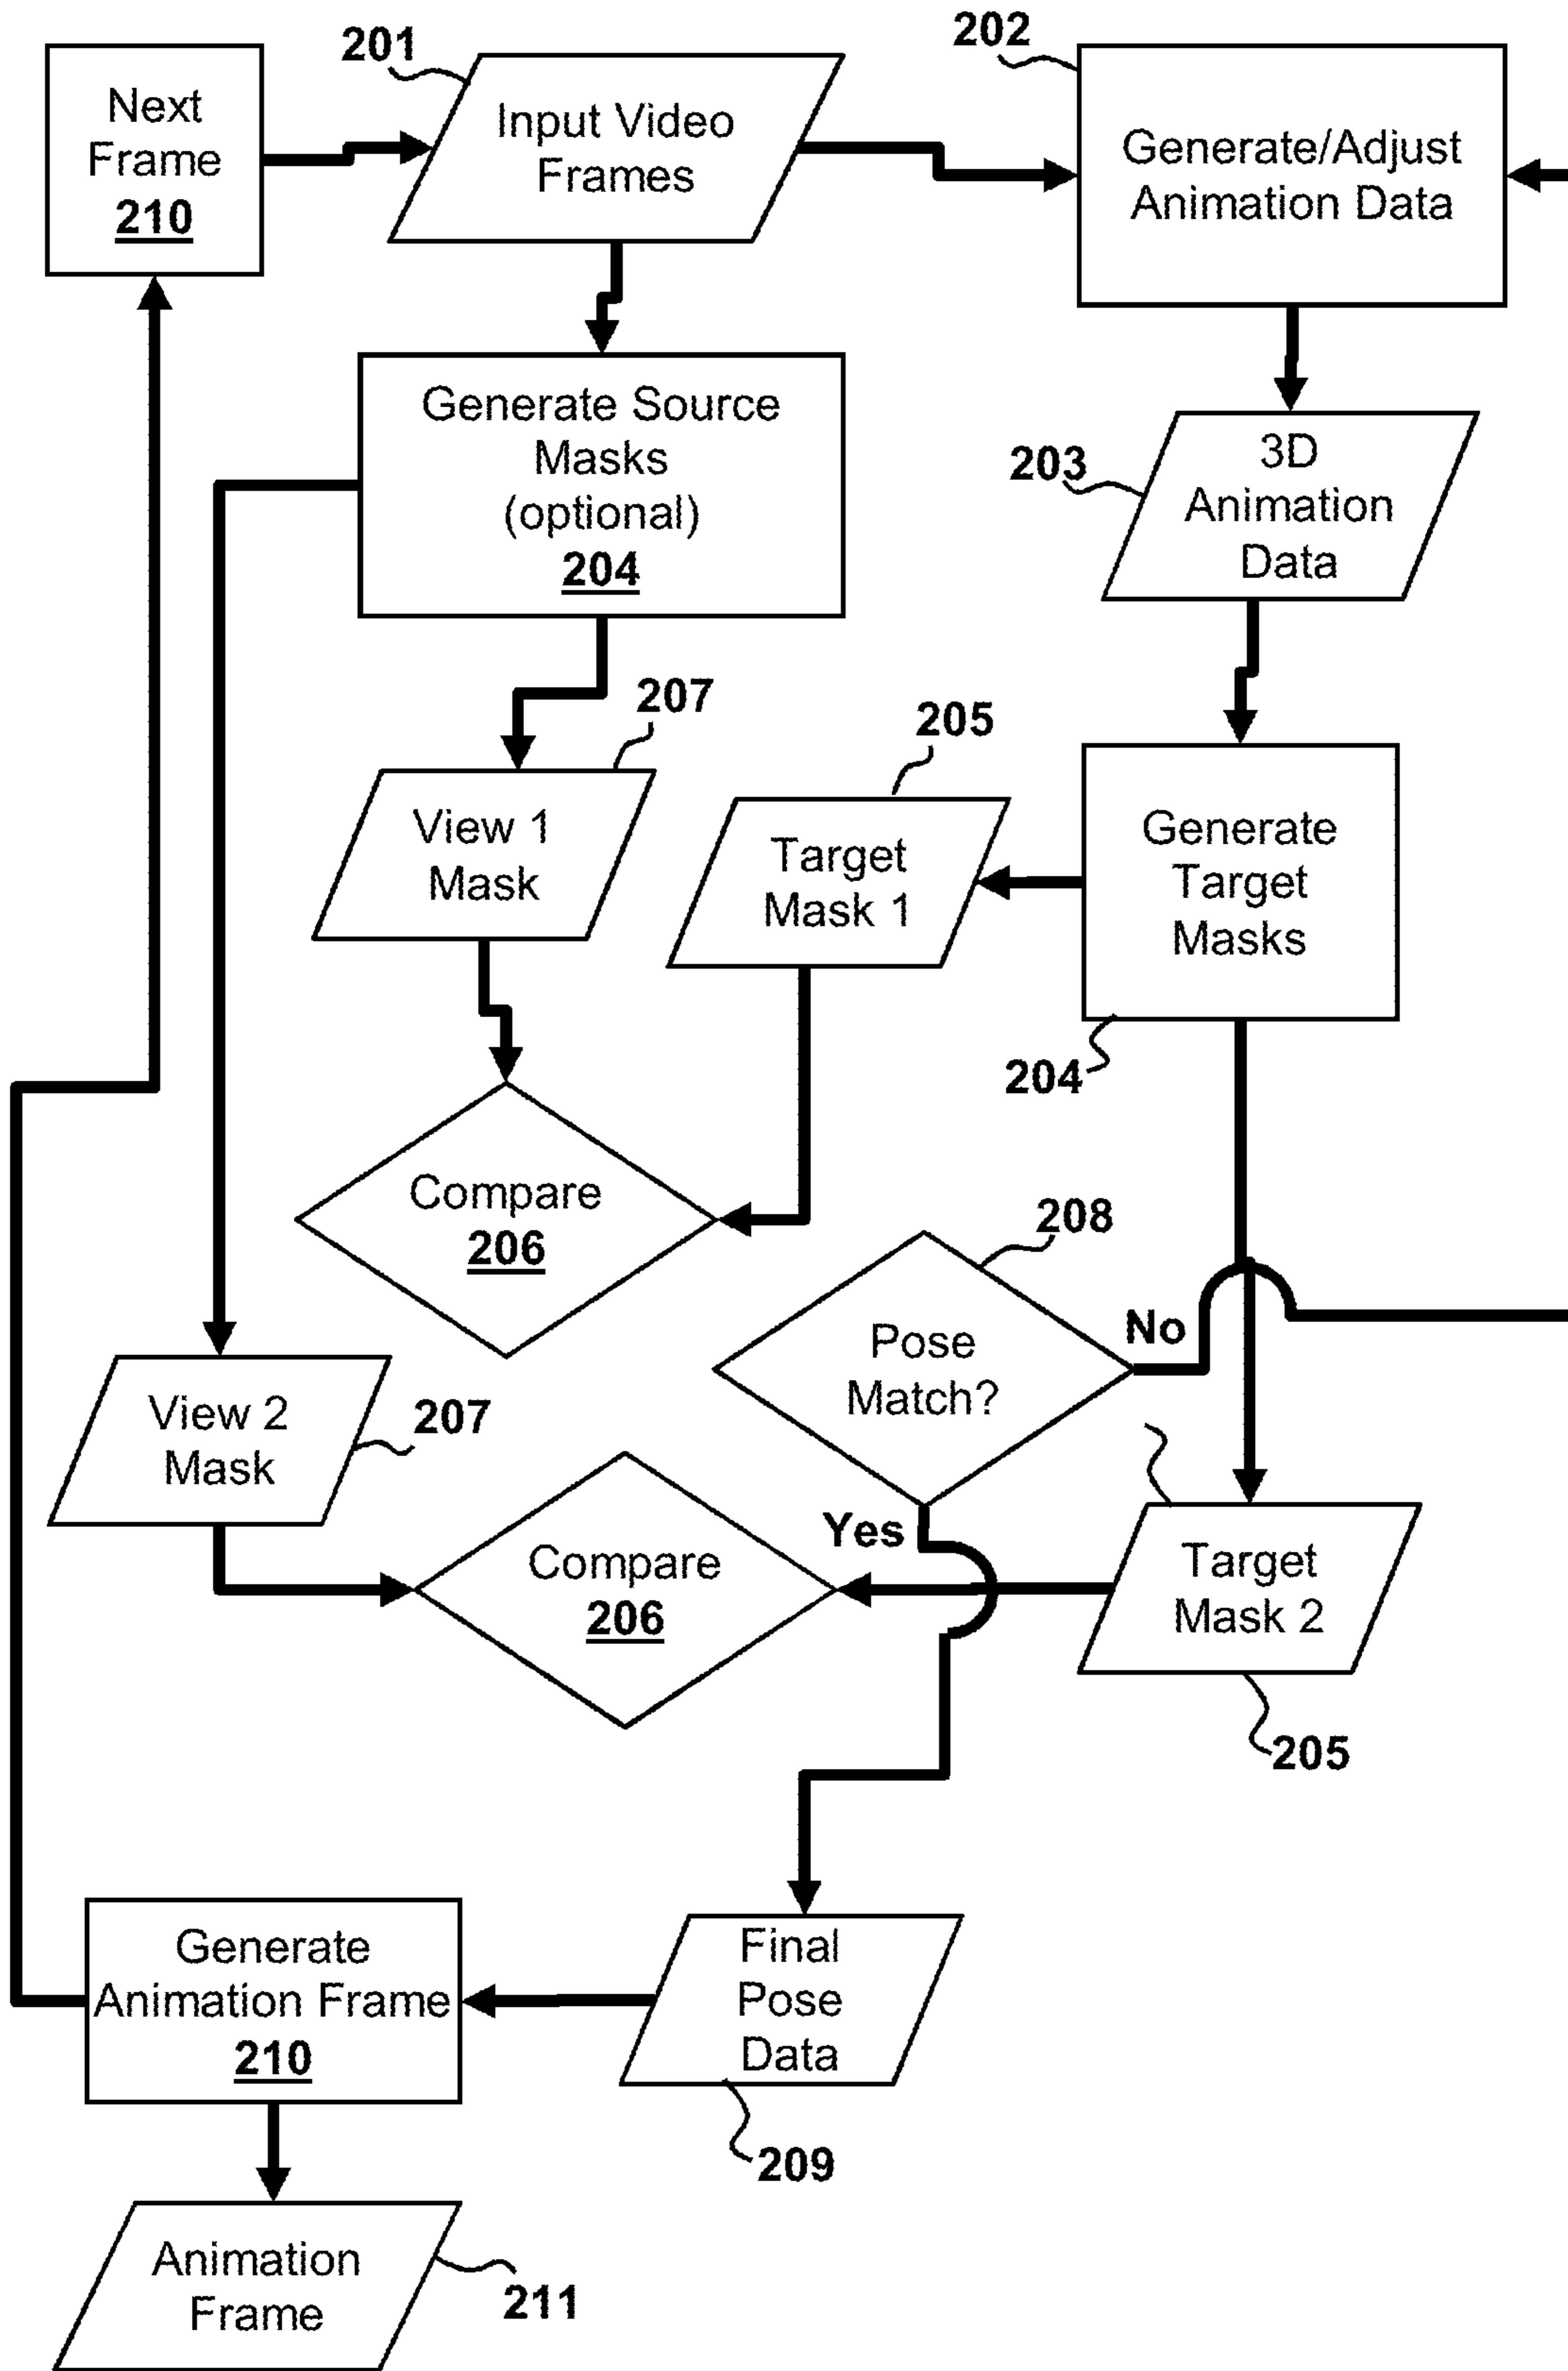 201
202
Next
Frame
210
Input Video
Frames
Generate/Adjust
Animation Data
Generate Source
Masks
(optional)
204
203
3D
Animation
Data
207
205
View 1
Mask
Target
Mask 1
Generate
Target
Masks
204
Compare
206
208
Pose
Match?
No
View 2
Mask
207
Yes
Compare
206
Target
Mask 2
205
Generate
Animation Frame
210
Final
Pose
Data
209
Animation
Frame
211